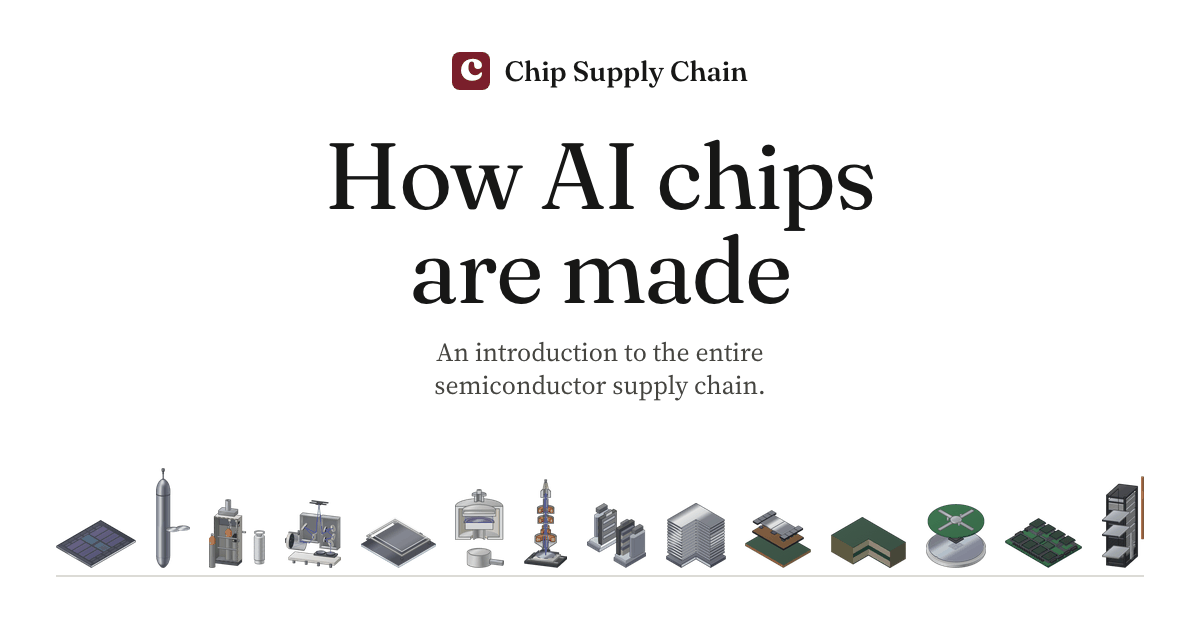 C Chip Supply Chain
How AI chips
are made
An introduction to the entire
semiconductor supply chain.